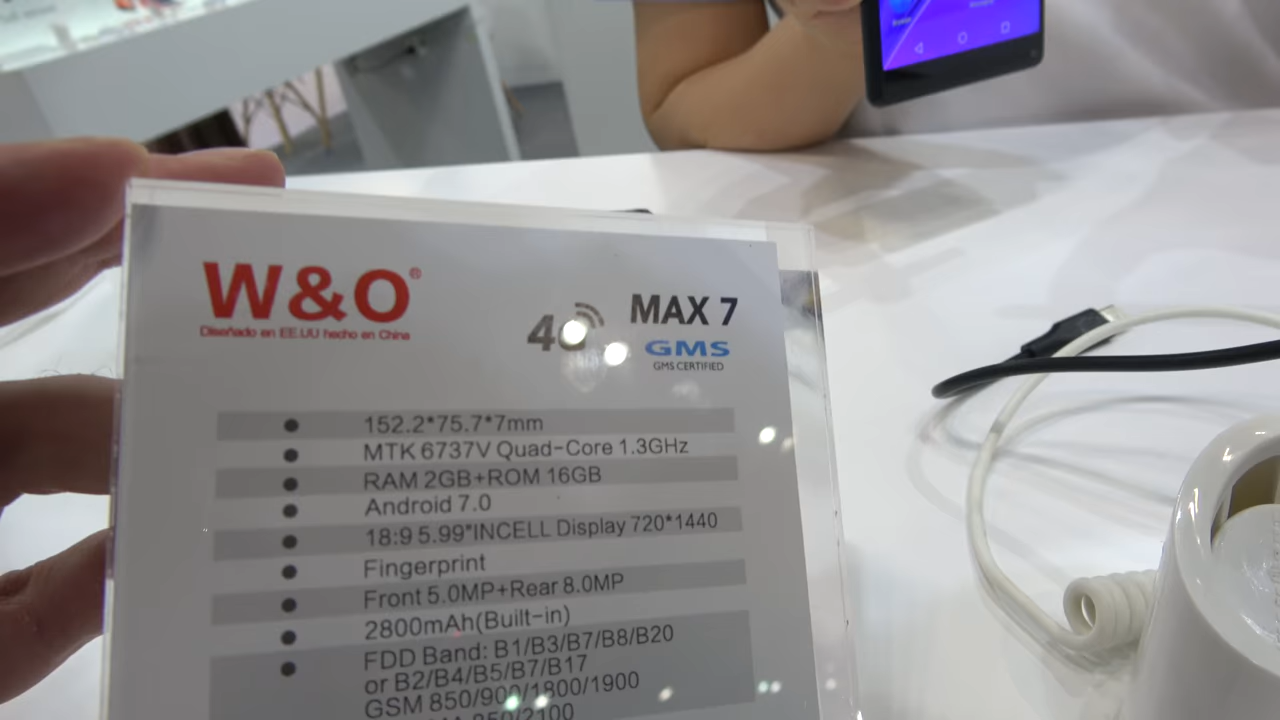 W&O®
Diseñado en EE.UU hecho en China
4G
MAX 7
GMS
GMS CERTIFIED
152.2*75.7*7mm
MTK 6737V Quad-Core 1.3GHz
RAM 2GB+ROM 16GB
Android 7.0
18:9 5.99"INCELL Display 720*1440
Fingerprint
Front 5.0MP+Rear 8.0MP
2800mAh(Built-in)
FDD Band: B1/B3/B7/B8/B20
or B2/B4/B5/B7/B17
GSM 850/900/1800/1900
850/2100